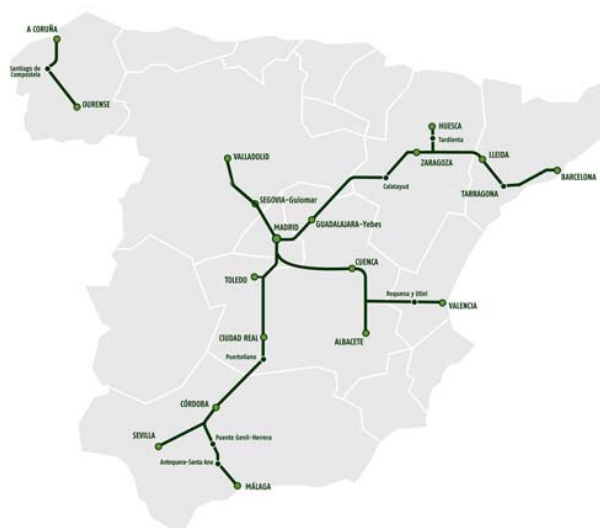 A CORUÑA
Santiago de
Compostela
OURENSE
VALLADOLID
SEGOVIA-Guiomar
MADRID
GUADALAJARA-Yebes
Calatayud
ZARAGOZA
HUESCA
Tardienta
LLEIDA
TARRAGONA
BARCELONA
TOLEDO
CUENCA
Requena y Utiel
VALENCIA
ALBACETE
CIUDAD REAL
Puertollano
CÓRDOBA
SEVILLA
Puente Genil-Herrera
Antequera-Santa Ana
MÁLAGA